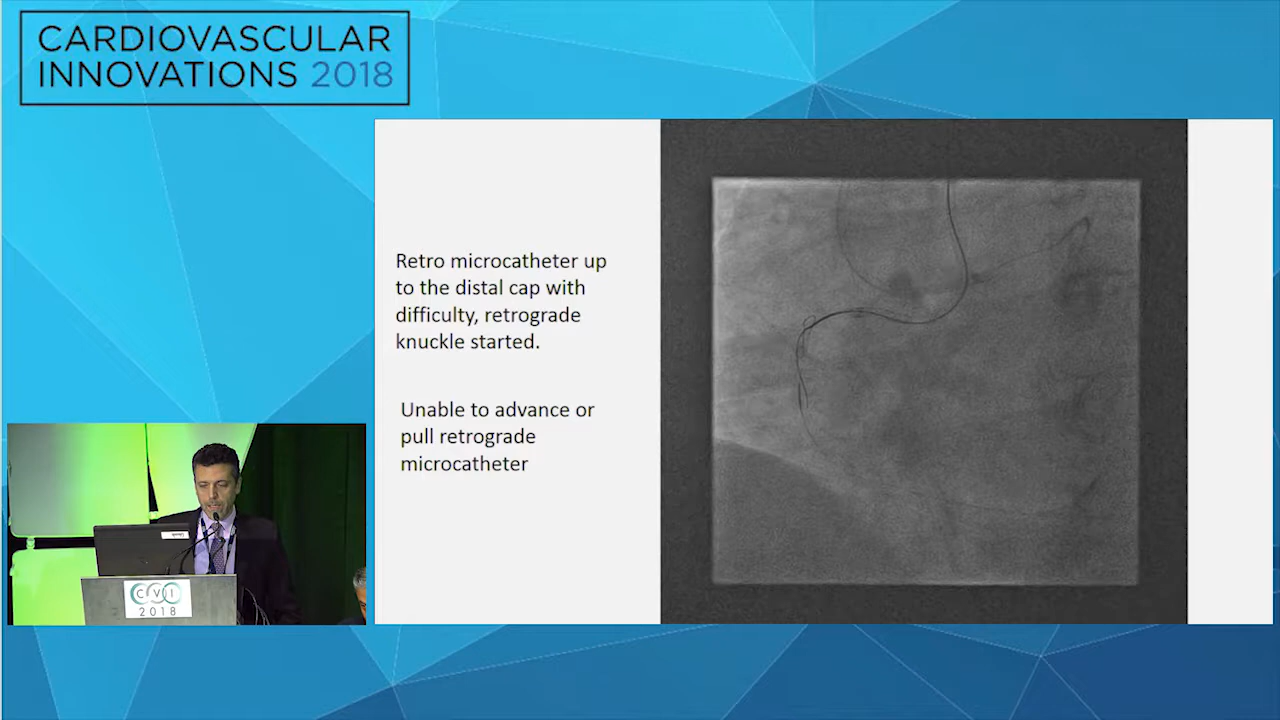 CARDIOVASCULAR
INNOVATIONS 2018
Retro microcatheter up
to the distal cap with
difficulty, retrograde
knuckle started.
Unable to advance or
pull retrograde
microcatheter
CVI
2018